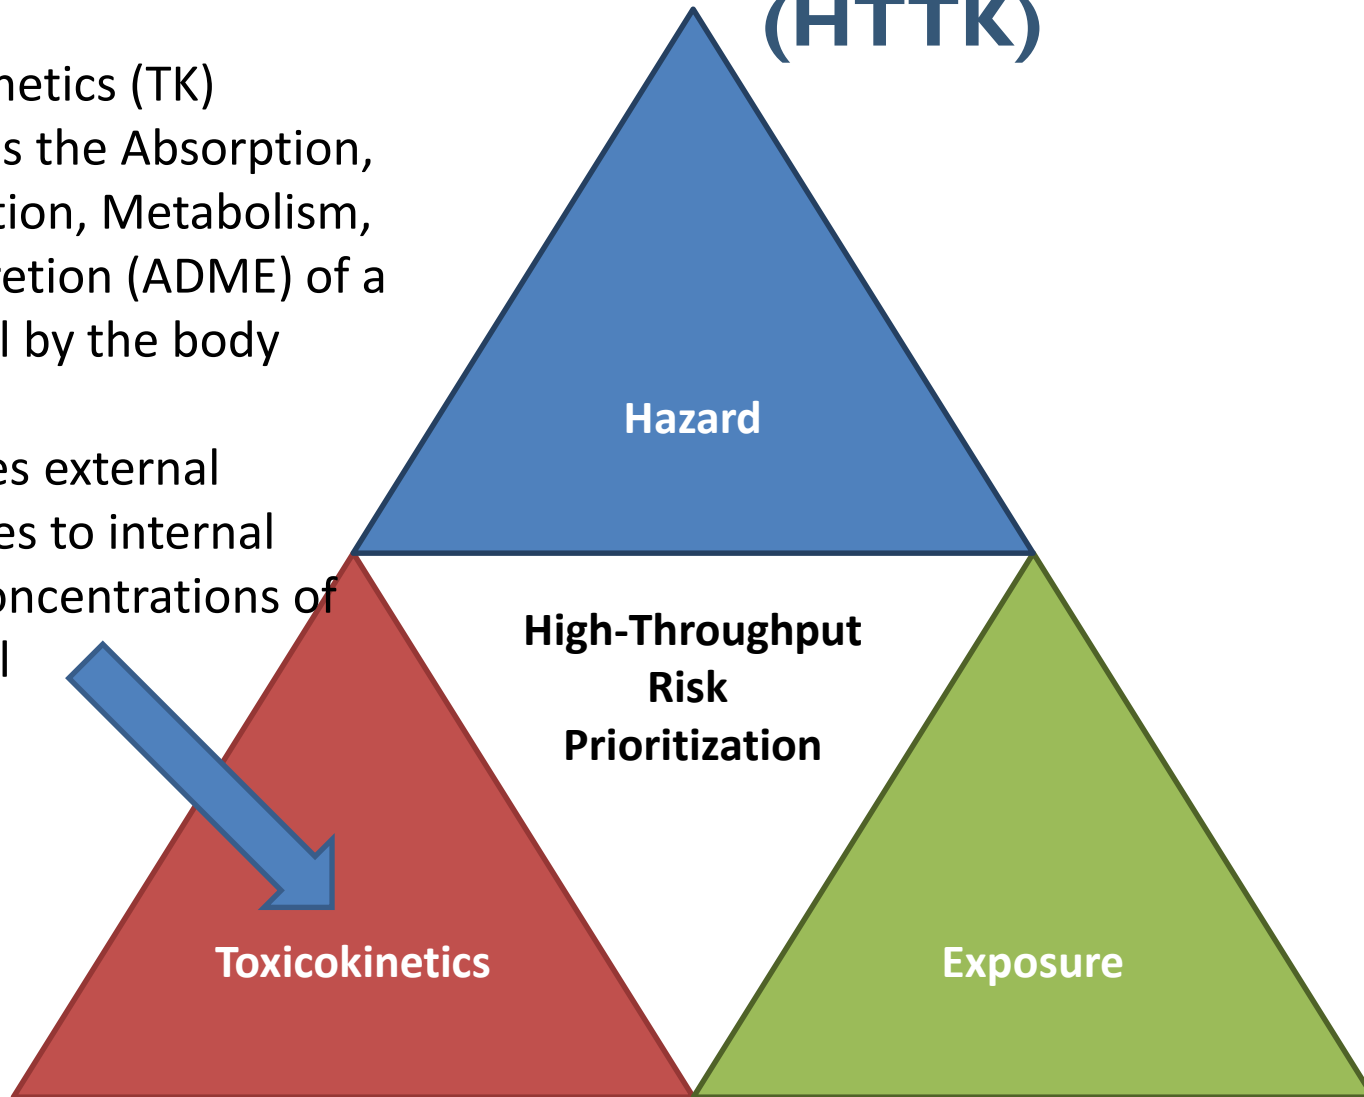 (HTTK)
netics (TK)
s the Absorption,
tion, Metabolism,
retion (ADME) of a
l by the body
es external
es to internal
oncentrations of
l
Hazard
High-Throughput
Risk
Prioritization
Toxicokinetics
Exposure